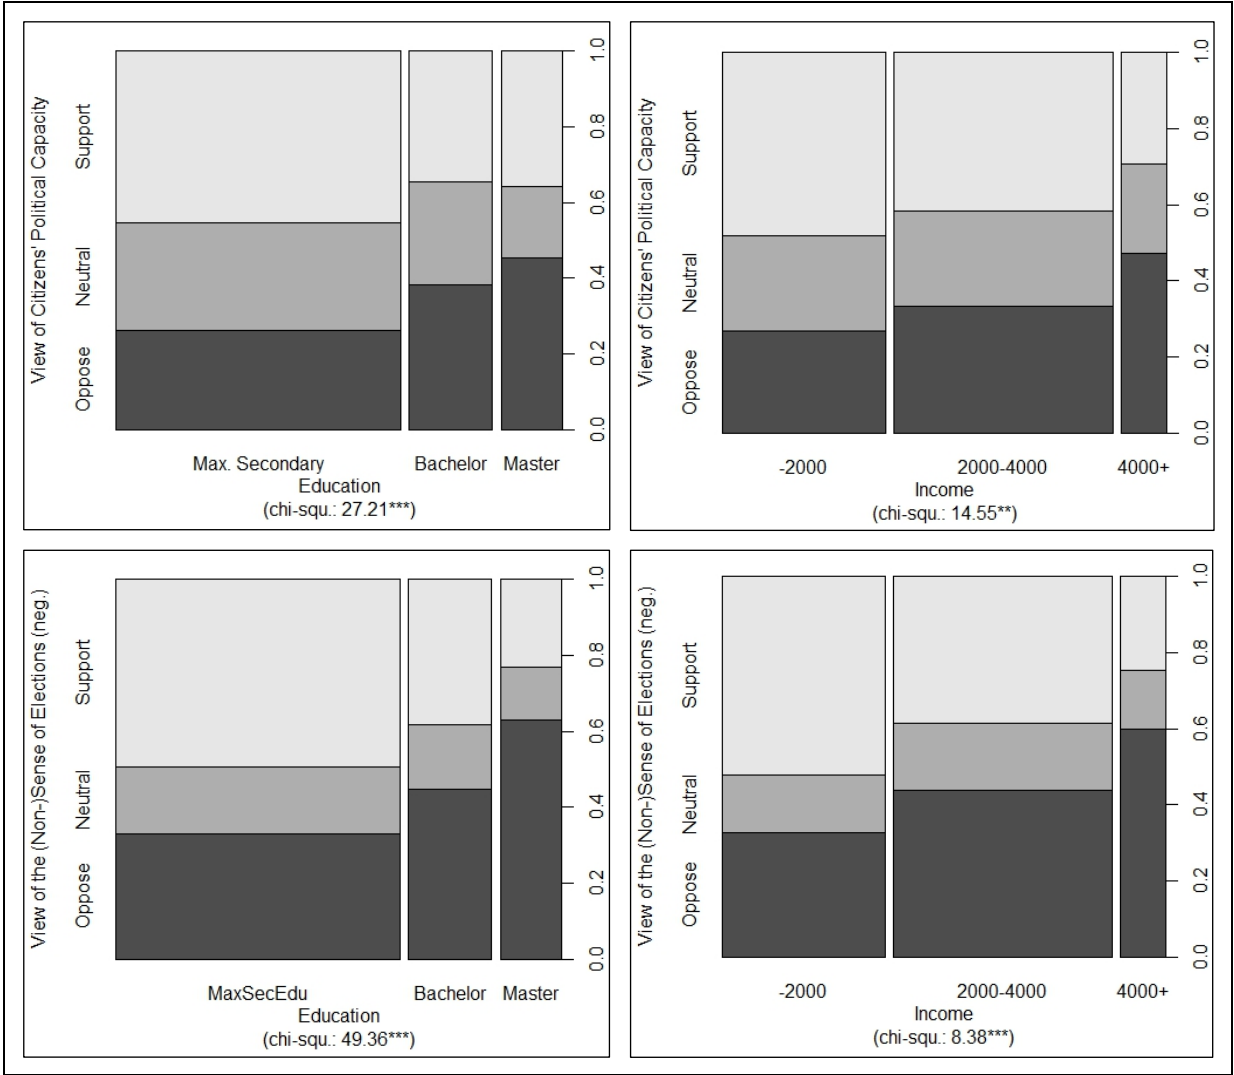 View of Citizens' Political Capacity
Support
Neutral
Oppose
1.0
0.8
0.6
0.4
0.2
0.0
Max. Secondary Bachelor Master
Education
(chi-squ.: 27.21***)
View of Citizens' Political Capacity
Support
Neutral
Oppose
1.0
0.8
0.6
0.4
0.2
0.0
-2000 2000-4000 4000+
Income
(chi-squ.: 14.55**)
View of the (Non-)Sense of Elections (neg.)
Support
Neutral
Oppose
1.0
0.8
0.6
0.4
0.2
0.0
MaxSecEdu Bachelor Master
Education
(chi-squ.: 49.36***)
View of the (Non-)Sense of Elections (neg.)
Support
Neutral
Oppose
1.0
0.8
0.6
0.4
0.2
0.0
-2000 2000-4000 4000+
Income
(chi-squ.: 8.38***)